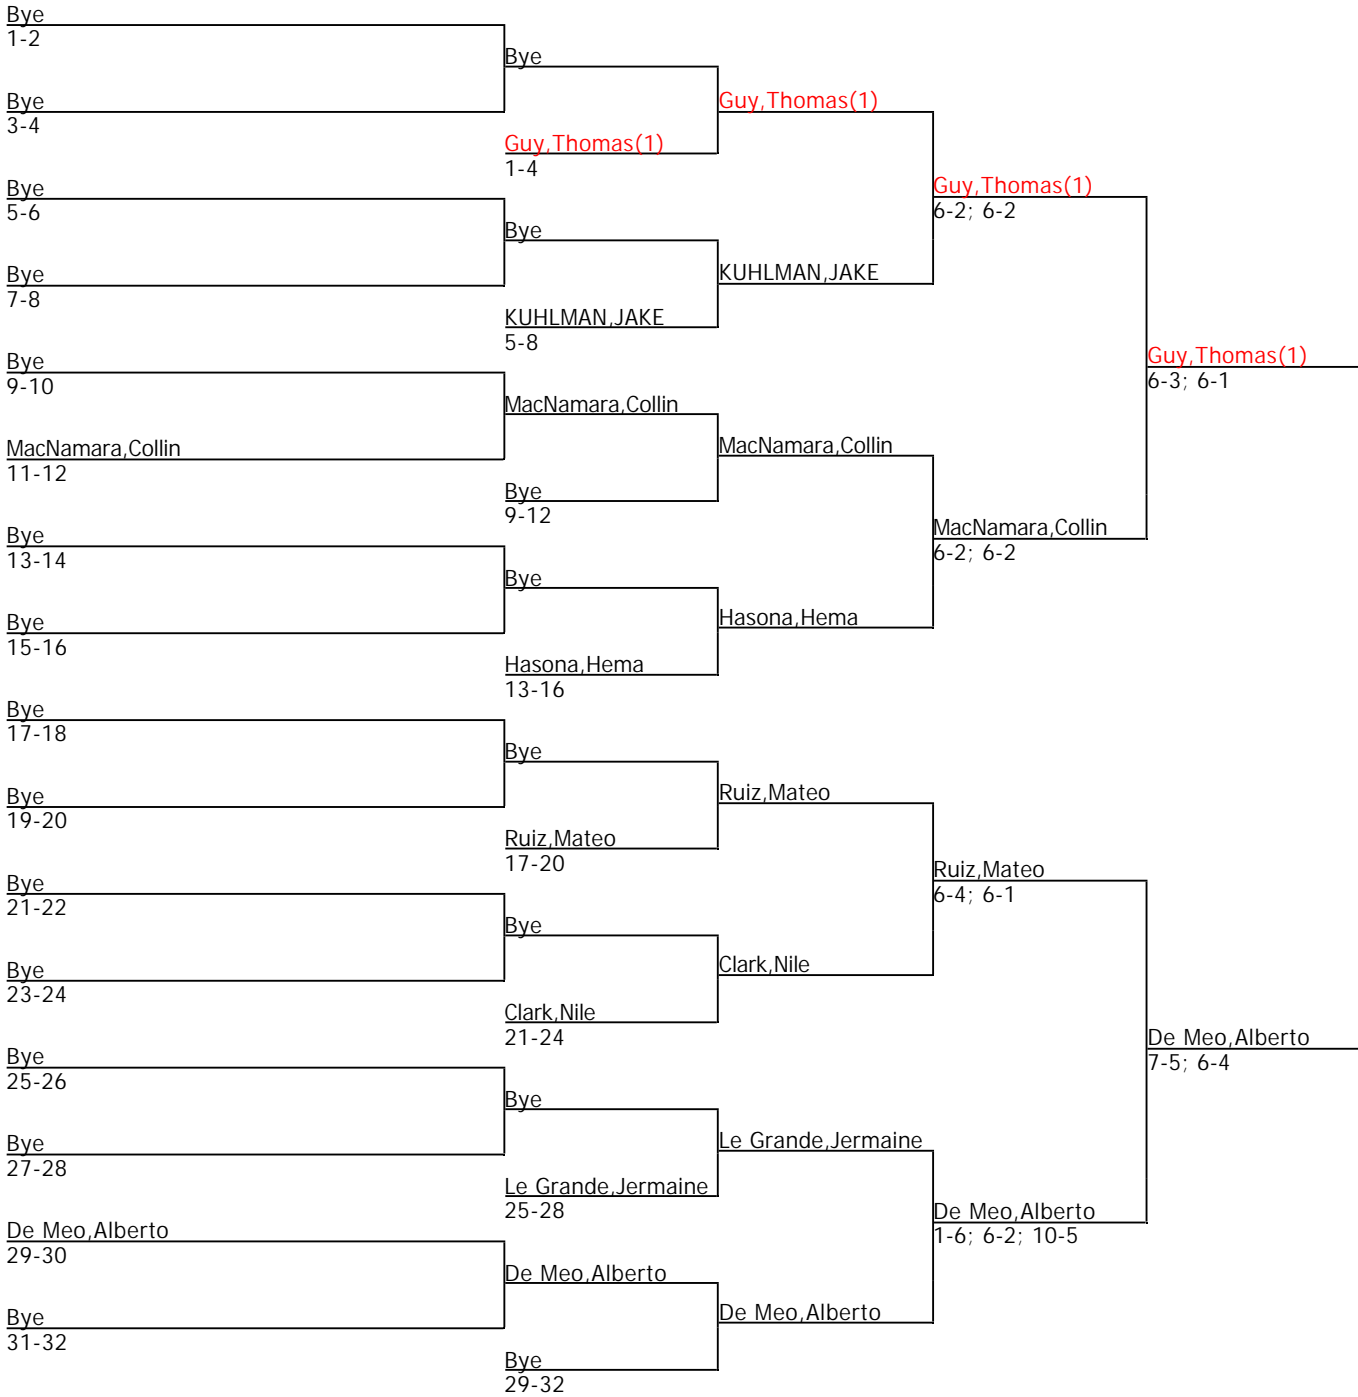 Bye
1-2
Bye
3-4
Bye
5-6
Bye
7-8
Bye
9-10
MacNamara,Collin
11-12
Bye
13-14
Bye
15-16
Bye
17-18
Bye
19-20
Bye
21-22
Bye
23-24
Bye
25-26
Bye
27-28
De Meo,Alberto
29-30
Bye
31-32
Bye
Guy,Thomas(1)
1-4
Bye
KUHLMAN,JAKE
5-8
MacNamara,Collin
Bye
9-12
Bye
Hasona,Hema
13-16
Bye
Ruiz,Mateo
17-20
Bye
Clark,Nile
21-24
Bye
Le Grande,Jermaine
25-28
De Meo,Alberto
Bye
29-32
Guy,Thomas(1)
KUHLMAN,JAKE
MacNamara,Collin
Hasona,Hema
Ruiz,Mateo
Clark,Nile
Le Grande,Jermaine
De Meo,Alberto
Guy,Thomas(1)
6-2; 6-2
MacNamara,Collin
6-2; 6-2
Ruiz,Mateo
6-4; 6-1
De Meo,Alberto
1-6; 6-2; 10-5
Guy,Thomas(1)
6-3; 6-1
De Meo,Alberto
7-5; 6-4